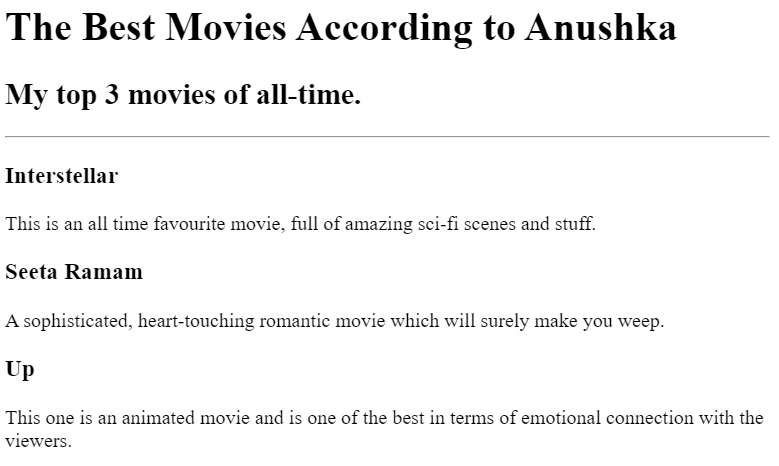 The Best Movies According to Anushka
My top 3 movies of all-time.
Interstellar
This is an all time favourite movie, full of amazing sci-fi scenes and stuff.
Seeta Ramam
A sophisticated, heart-touching romantic movie which will surely make you weep.
Up
This one is an animated movie and is one of the best in terms of emotional connection with the
viewers.